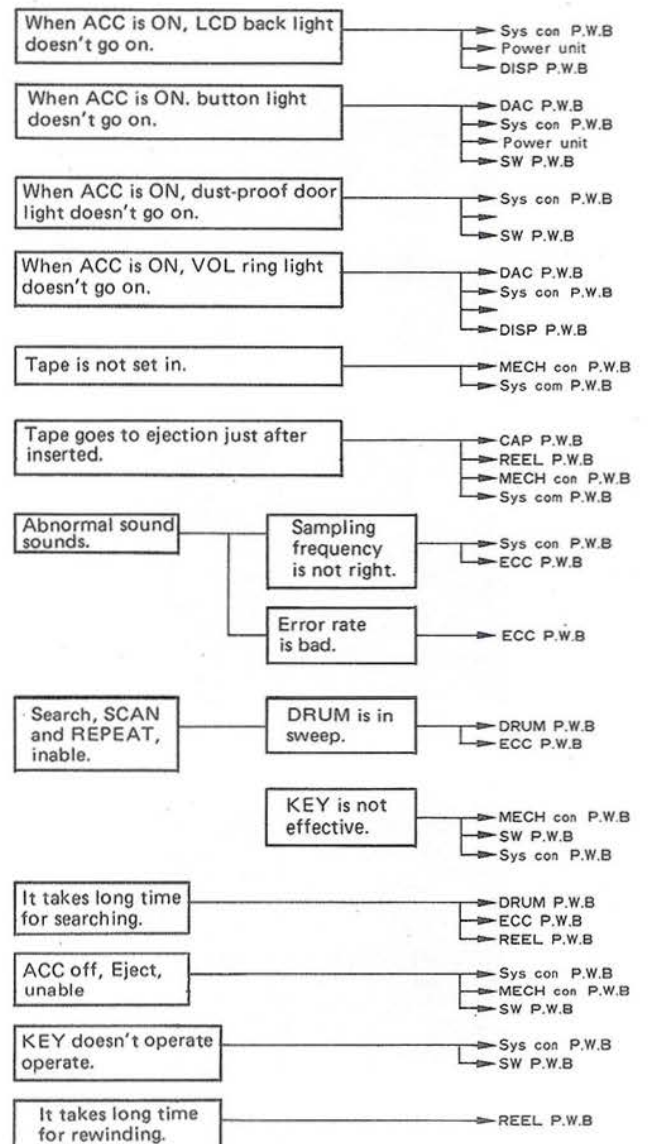 When ACC is ON, LCD back light
doesn't go on.
Sys con P.W.B
Power unit
DISP P.W.B
When ACC is ON. button light
doesn't go on.
DAC P.W.B
Sys con P.W.B
Power unit
SW P.W.B
When ACC is ON, dust-proof door
light doesn't go on.
Sys con P.W.B
SW P.W.B
When ACC is ON, VOL ring light
doesn't go on.
DAC P.W.B
Sys con P.W.B
DISP P.W.B
Tape is not set in.
MECH con P.W.B
Sys com P.W.B
Tape goes to ejection just after
inserted.
CAP P.W.B
REEL P.W.B
MECH con P.W.B
Sys com P.W.B
Abnormal sound
sounds.
Sampling
frequency
is not right.
Sys con P.W.B
ECC P.W.B
Error rate
is bad.
ECC P.W.B
Search, SCAN
and REPEAT,
inable.
DRUM is in
sweep.
DRUM P.W.B
ECC P.W.B
KEY is not
effective.
MECH con P.W.B
SW P.W.B
Sys con P.W.B
It takes long time
for searching.
DRUM P.W.B
ECC P.W.B
REEL P.W.B
ACC off, Eject,
unable
Sys con P.W.B
MECH con P.W.B
SW P.W.B
KEY doesn't operate
operate.
Sys con P.W.B
SW P.W.B
It takes long time
for rewinding.
REEL P.W.B